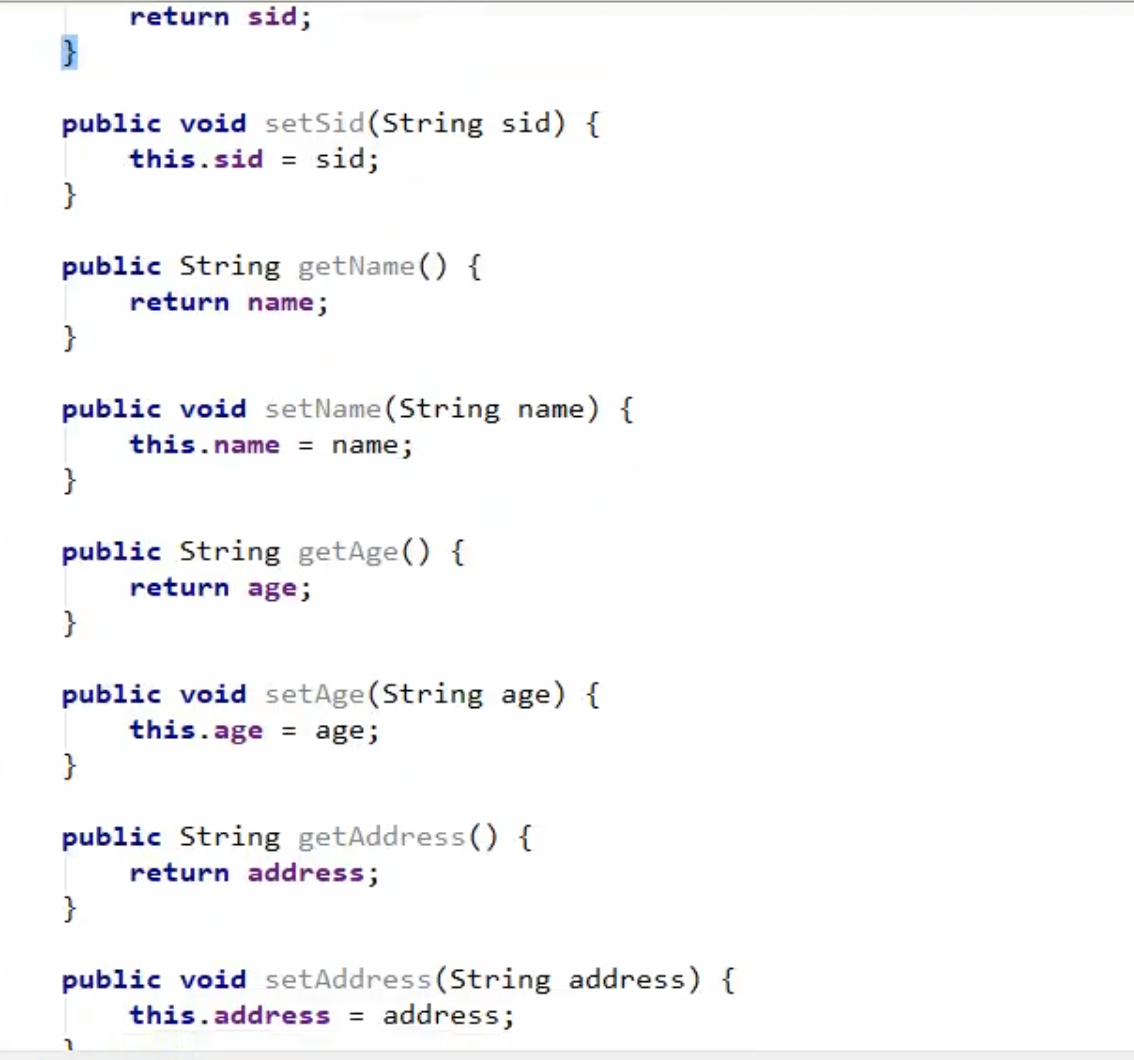 return sid;
}
public void setSid(String sid) {
this.sid = sid;
}
public String getName() {
return name;
}
public void setName(String name) {
this.name = name;
}
public String getAge() {
return age;
}
public void setAge(String age) {
this.age = age;
}
public String getAddress() {
return address;
}
public void setAddress(String address) {
this.address = address;
}